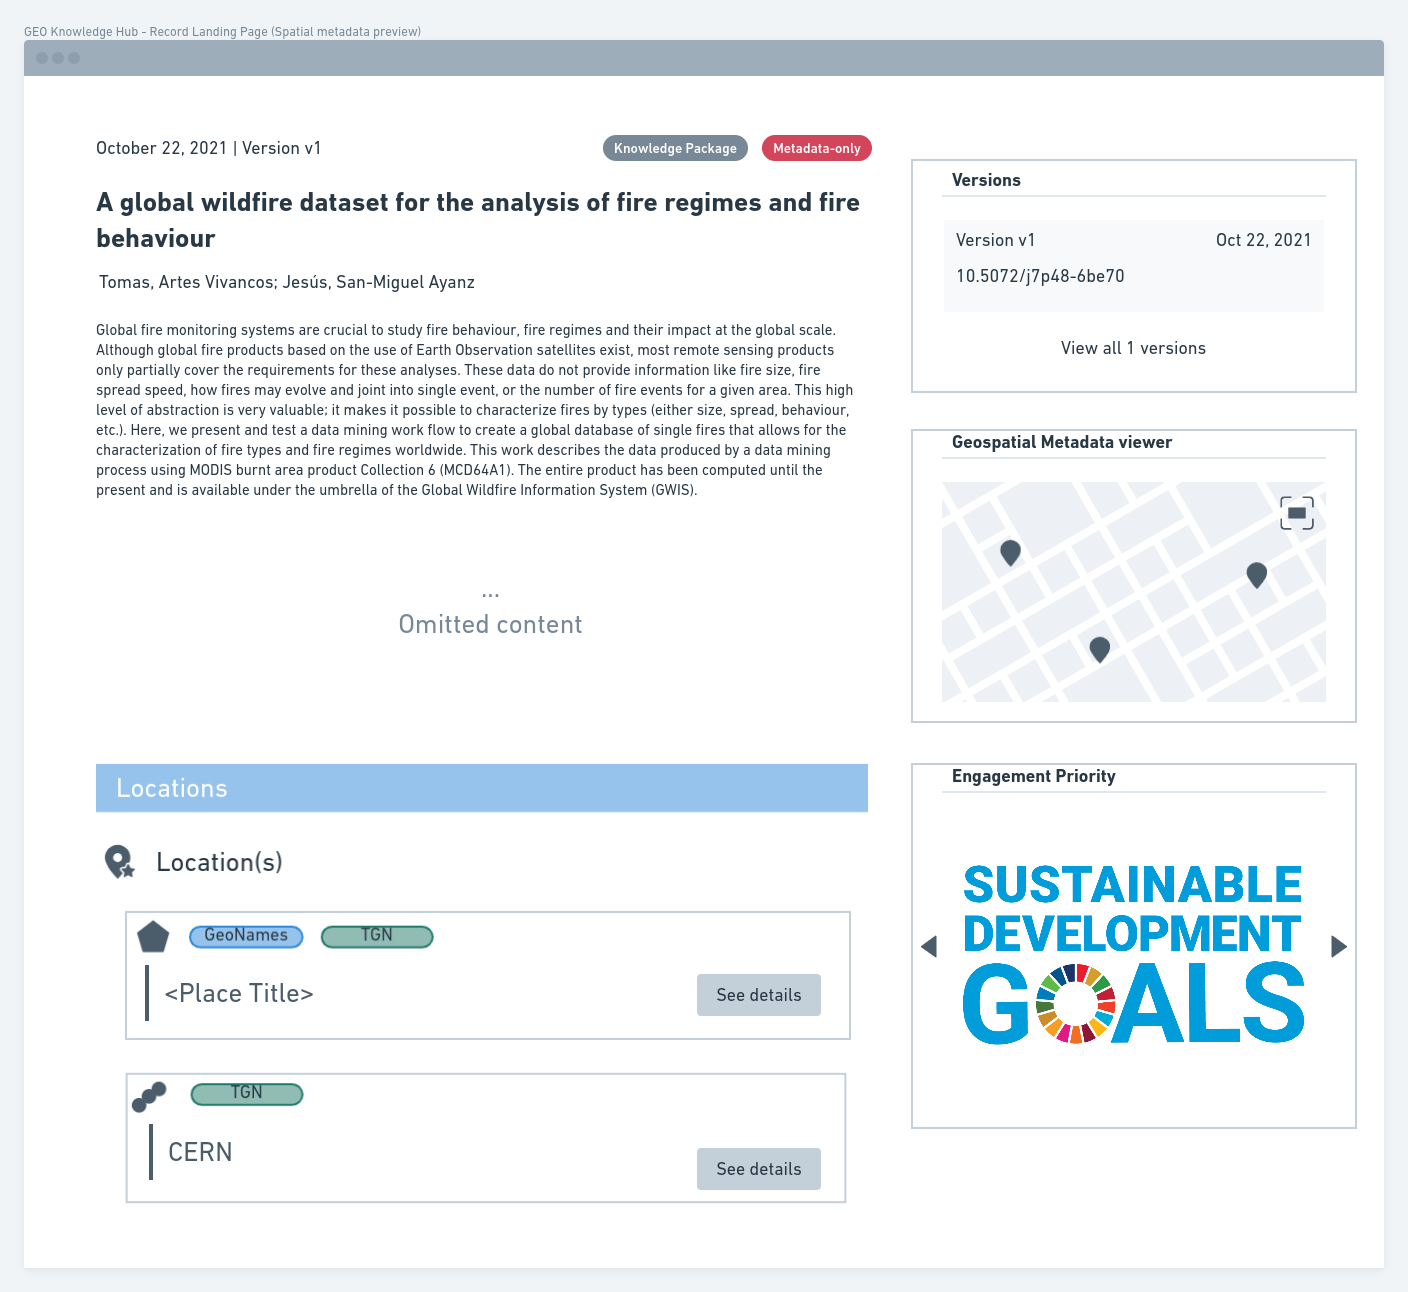 GEO Knowledge Hub - Record Landing Page (Spatial metadata preview)
October 22, 2021 | Version v1
Knowledge Package
Metadata-only
A global wildfire dataset for the analysis of fire regimes and fire
behaviour
Tomas, Artes Vivancos; Jesús, San-Miguel Ayanz
Global fire monitoring systems are crucial to study fire behaviour, fire regimes and their impact at the global scale.
Although global fire products based on the use of Earth Observation satellites exist, most remote sensing products
only partially cover the requirements for these analyses. These data do not provide information like fire size, fire
spread speed, how fires may evolve and joint into single event, or the number of fire events for a given area. This high
level of abstraction is very valuable; it makes it possible to characterize fires by types (either size, spread, behaviour,
etc.). Here, we present and test a data mining work flow to create a global database of single fires that allows for the
characterization of fire types and fire regimes worldwide. This work describes the data produced by a data mining
process using MODIS burnt area product Collection 6 (MCD64A1). The entire product has been computed until the
present and is available under the umbrella of the Global Wildfire Information System (GWIS).
...
Omitted content
Locations
Location(s)
GeoNames
TGN
<Place Title>
See details
TGN
CERN
See details
Versions
Version v1
Oct 22, 2021
10.5072/j7p48-6be70
View all 1 versions
Geospatial Metadata viewer
Engagement Priority
SUSTAINABLE
DEVELOPMENT
GOALS